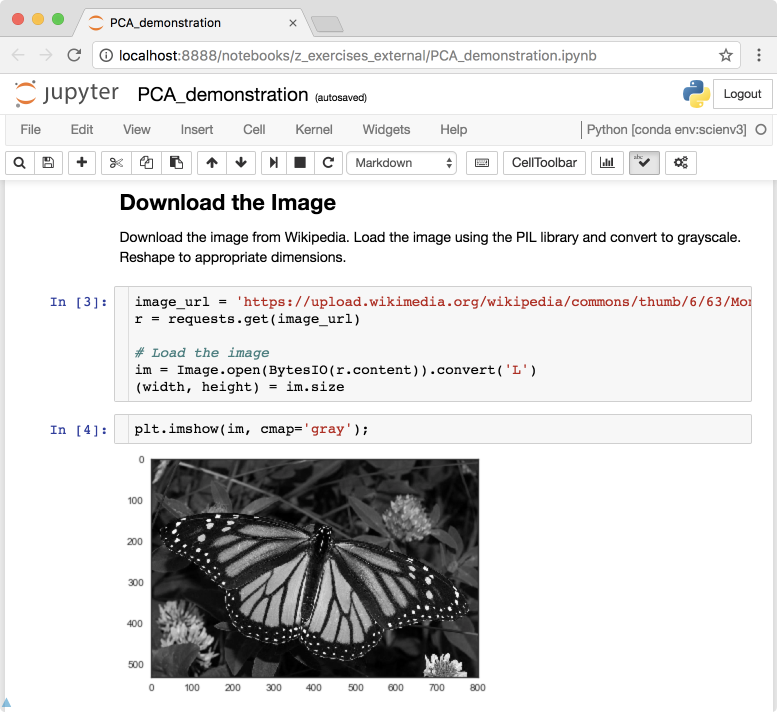 PCA_demonstration
localhost:8888/notebooks/z_exercises_external/PCA_demonstration.ipynb
jupyter PCA_demonstration (autosaved) Logout
File Edit View Insert Cell Kernel Widgets Help Python [conda env:scienv3]
Markdown CellToolbar abc
Download the Image
Download the image from Wikipedia. Load the image using the PIL library and convert to grayscale.
Reshape to appropriate dimensions.
In [3]: image_url = 'https://upload.wikimedia.org/wikipedia/commons/thumb/6/63/Mon
r = requests.get(image_url)
# Load the image
im = Image.open(BytesIO(r.content)).convert('L')
(width, height) = im.size
In [4]: plt.imshow(im, cmap='gray');
0
100
200
300
400
500
0 100 200 300 400 500 600 700 800